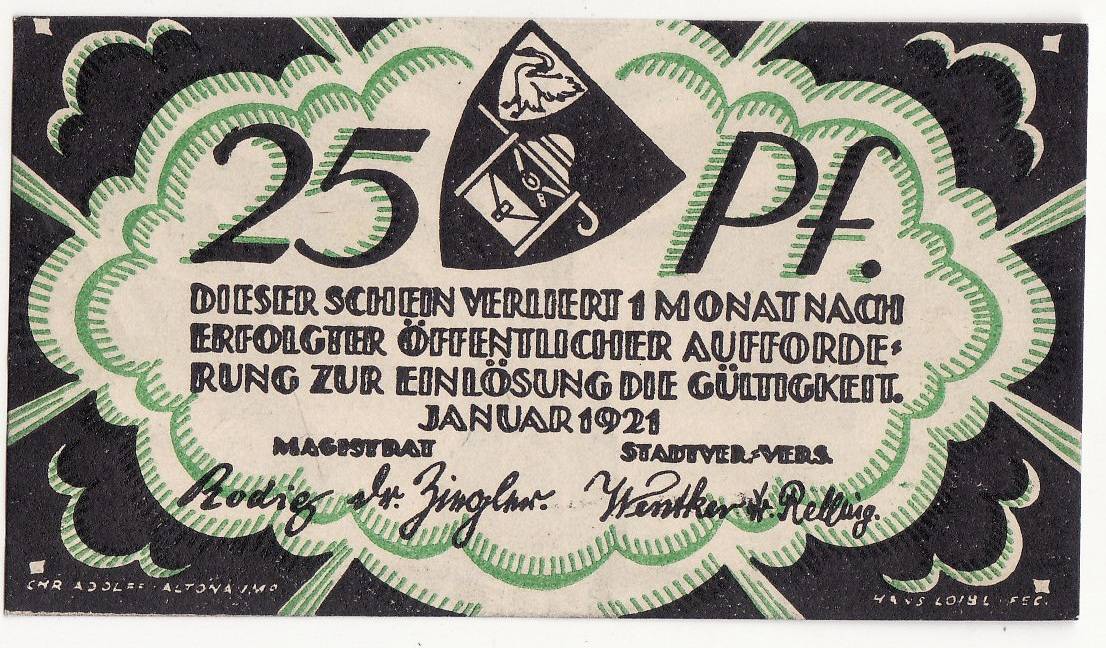 25 Pf.
DIESER SCHEIN VERLIERT 1 MONAT NACH
ERFOLGTER ÖFFENTLICHER AUFFORDE=
RUNG ZUR EINLÖSUNG DIE GÜLTIGKEIT.
JANUAR 1921
MAGISTRAT STADTVER=VERS.
Rodig Dr. Ziegler. Wentker
CHR ADOLFF · ALTONA
HANS LOIBL · FEC.